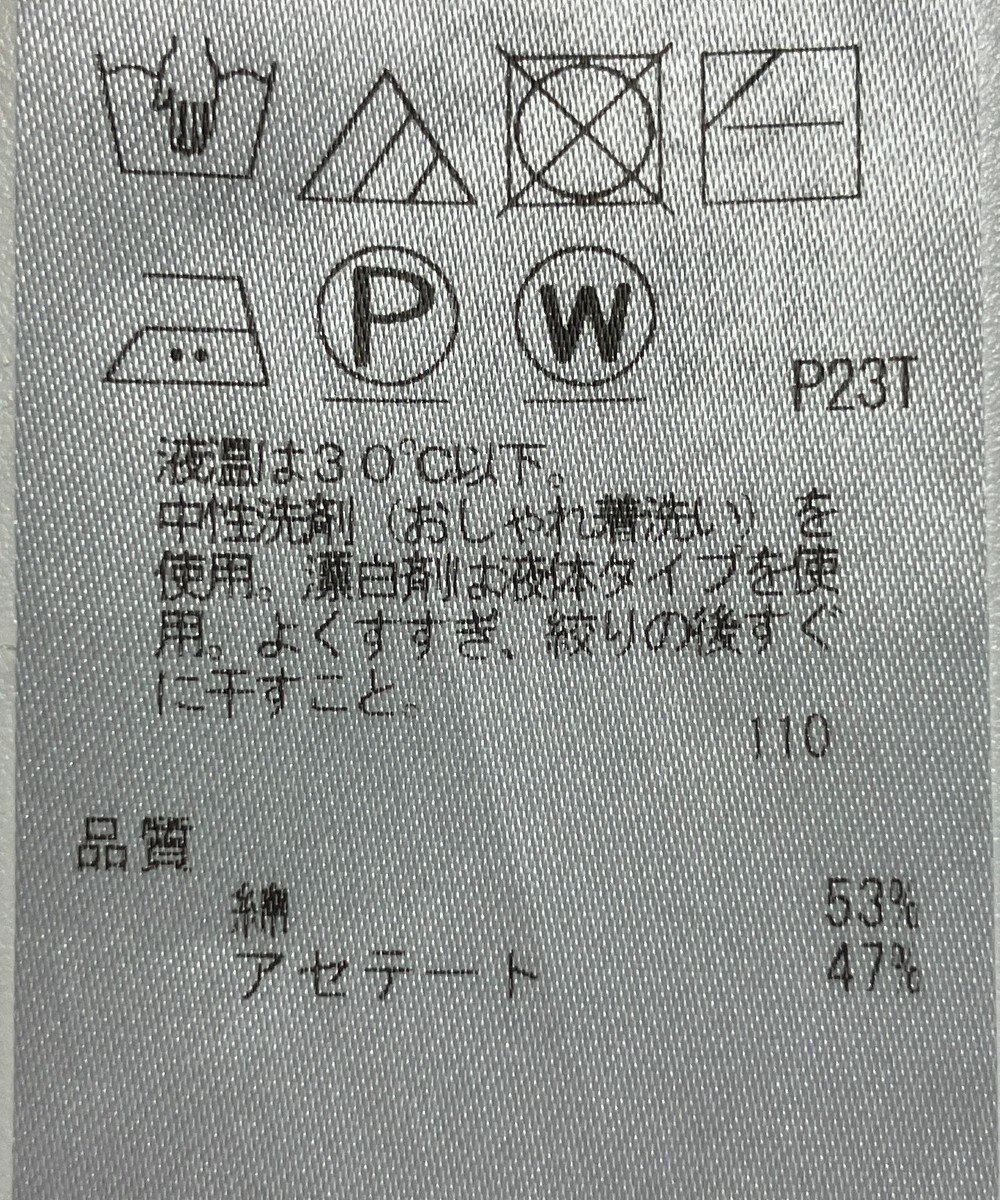 P
W
P23T
液温は30℃以下。
中性洗剤（おしゃれ着洗い）を
使用。漂白剤は液体タイプを使
用。よくすすぎ、絞りの後すぐ
に干すこと。
110
品質
綿 53%
アセテート 47%